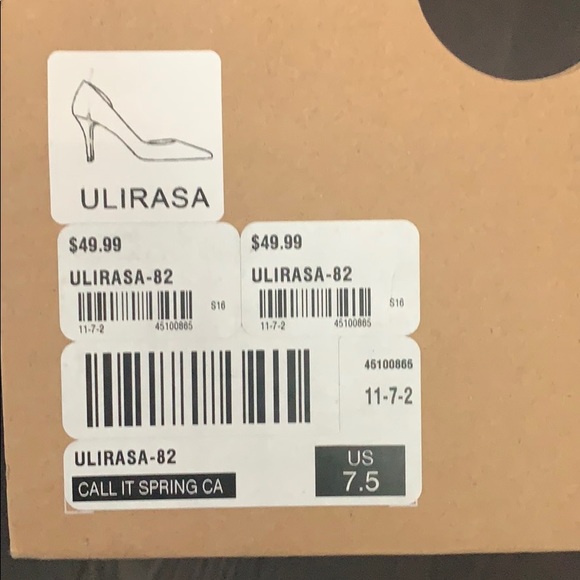 ULIRASA
$49.99
ULIRASA-82
S16
11-7-2 45100865
$49.99
ULIRASA-82
S16
11-7-2 45100865
45100865
11-7-2
ULIRASA-82
CALL IT SPRING CA
US
7.5